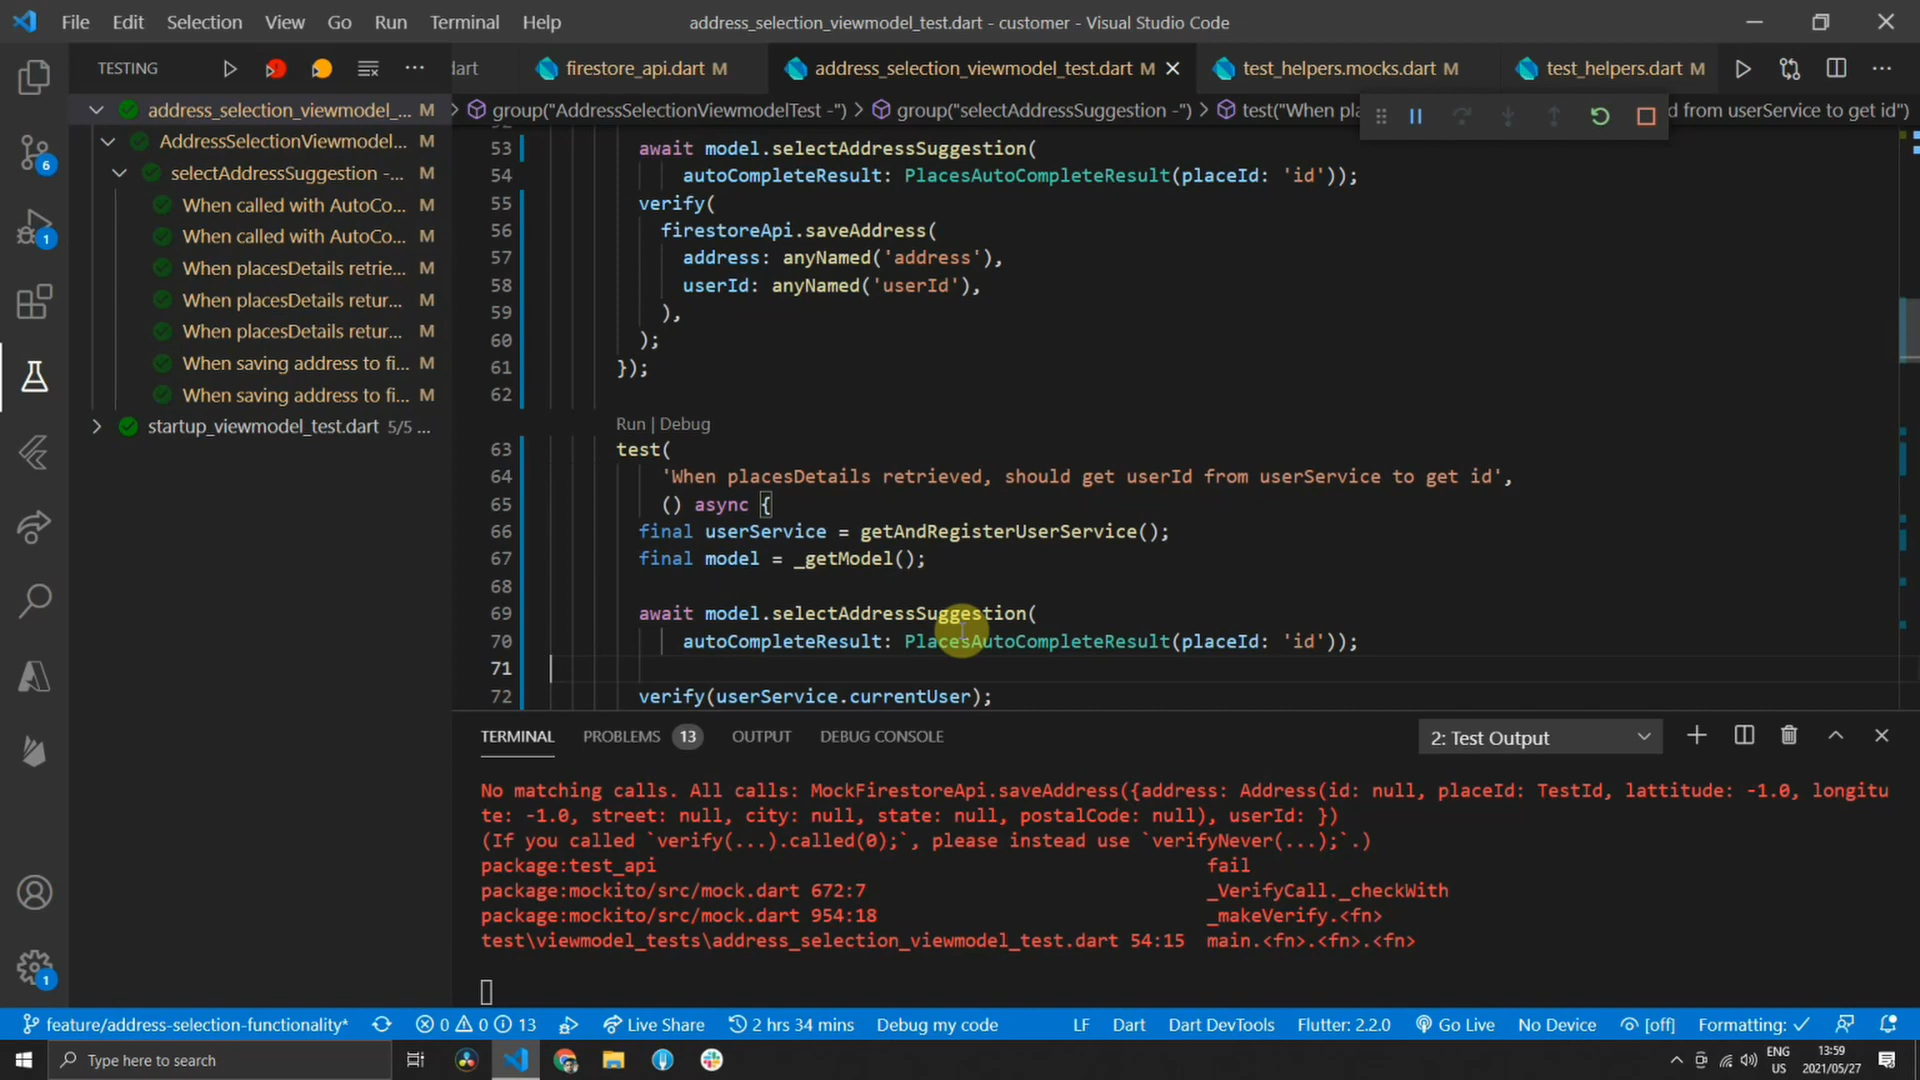 File Edit Selection View Go Run Terminal Help address_selection_viewmodel_test.dart - customer - Visual Studio Code
TESTING
dart
firestore_api.dart M
address_selection_viewmodel_test.dart M
test_helpers.mocks.dart M
test_helpers.dart M
address_selection_viewmodel_... M
AddressSelectionViewmodel... M
selectAddressSuggestion -... M
When called with AutoCo... M
When called with AutoCo... M
When placesDetails retrie... M
When placesDetails retur... M
When placesDetails retur... M
When saving address to fi... M
When saving address to fi... M
startup_viewmodel_test.dart 5/5 ...
6
1
1
group("AddressSelectionViewmodelTest -") > group("selectAddressSuggestion -") > test("When pla
d from userService to get id")
53 await model.selectAddressSuggestion(
54 autoCompleteResult: PlacesAutoCompleteResult(placeId: 'id'));
55 verify(
56 firestoreApi.saveAddress(
57 address: anyNamed('address'),
58 userId: anyNamed('userId'),
59 ),
60 );
61 });
62
Run | Debug
63 test(
64 'When placesDetails retrieved, should get userId from userService to get id',
65 () async {
66 final userService = getAndRegisterUserService();
67 final model = _getModel();
68
69 await model.selectAddressSuggestion(
70 autoCompleteResult: PlacesAutoCompleteResult(placeId: 'id'));
71
72 verify(userService.currentUser);
TERMINAL PROBLEMS 13 OUTPUT DEBUG CONSOLE 2: Test Output
No matching calls. All calls: MockFirestoreApi.saveAddress({address: Address(id: null, placeId: TestId, lattitude: -1.0, longitu
te: -1.0, street: null, city: null, state: null, postalCode: null), userId: })
(If you called `verify(...).called(0);`, please instead use `verifyNever(...);`.)
package:test_api fail
package:mockito/src/mock.dart 672:7 _VerifyCall._checkWith
package:mockito/src/mock.dart 954:18 _makeVerify.<fn>
test\viewmodel_tests\address_selection_viewmodel_test.dart 54:15 main.<fn>.<fn>.<fn>
feature/address-selection-functionality* 0 0 13 Live Share 2 hrs 34 mins Debug my code LF Dart Dart DevTools Flutter: 2.2.0 Go Live No Device [off] Formatting: ✓
Type here to search
ENG
US
13:59
2021/05/27